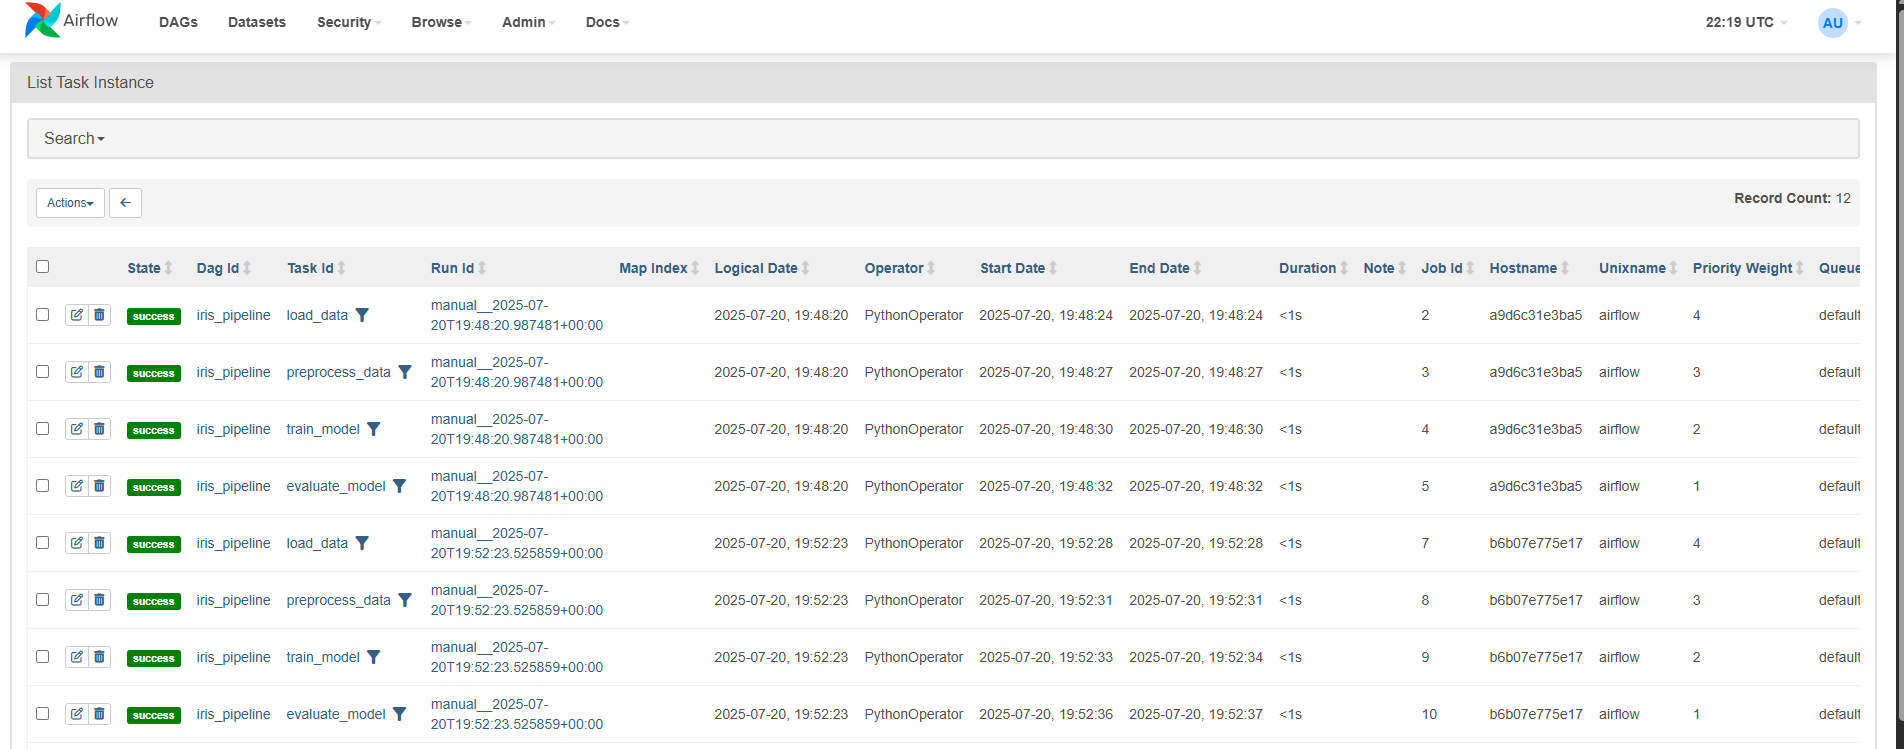 Airflow DAGs Datasets Security Browse Admin Docs 22:19 UTC AU
List Task Instance
Search
Actions Record Count: 12
State Dag Id Task Id Run Id Map Index Logical Date Operator Start Date End Date Duration Note Job Id Hostname Unixname Priority Weight Queue
manual__2025-07-
success iris_pipeline load_data 20T19:48:20.987481+00:00 2025-07-20, 19:48:20 PythonOperator 2025-07-20, 19:48:24 2025-07-20, 19:48:24 <1s 2 a9d6c31e3ba5 airflow 4 default
manual__2025-07-
success iris_pipeline preprocess_data 20T19:48:20.987481+00:00 2025-07-20, 19:48:20 PythonOperator 2025-07-20, 19:48:27 2025-07-20, 19:48:27 <1s 3 a9d6c31e3ba5 airflow 3 default
manual__2025-07-
success iris_pipeline train_model 20T19:48:20.987481+00:00 2025-07-20, 19:48:20 PythonOperator 2025-07-20, 19:48:30 2025-07-20, 19:48:30 <1s 4 a9d6c31e3ba5 airflow 2 default
manual__2025-07-
success iris_pipeline evaluate_model 20T19:48:20.987481+00:00 2025-07-20, 19:48:20 PythonOperator 2025-07-20, 19:48:32 2025-07-20, 19:48:32 <1s 5 a9d6c31e3ba5 airflow 1 default
manual__2025-07-
success iris_pipeline load_data 20T19:52:23.525859+00:00 2025-07-20, 19:52:23 PythonOperator 2025-07-20, 19:52:28 2025-07-20, 19:52:28 <1s 7 b6b07e775e17 airflow 4 default
manual__2025-07-
success iris_pipeline preprocess_data 20T19:52:23.525859+00:00 2025-07-20, 19:52:23 PythonOperator 2025-07-20, 19:52:31 2025-07-20, 19:52:31 <1s 8 b6b07e775e17 airflow 3 default
manual__2025-07-
success iris_pipeline train_model 20T19:52:23.525859+00:00 2025-07-20, 19:52:23 PythonOperator 2025-07-20, 19:52:33 2025-07-20, 19:52:34 <1s 9 b6b07e775e17 airflow 2 default
manual__2025-07-
success iris_pipeline evaluate_model 20T19:52:23.525859+00:00 2025-07-20, 19:52:23 PythonOperator 2025-07-20, 19:52:36 2025-07-20, 19:52:37 <1s 10 b6b07e775e17 airflow 1 default